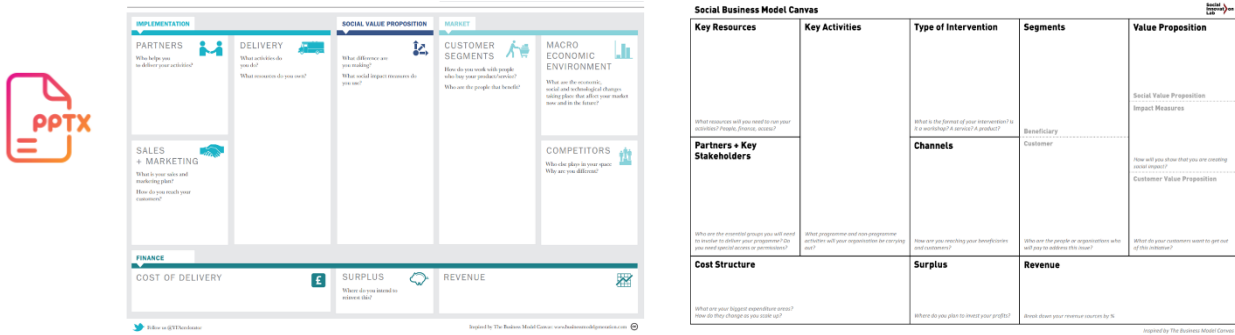 PPTX
IMPLEMENTATION
SOCIAL VALUE PROPOSITION
MARKET
PARTNERS
Who helps you
to deliver your activities?
DELIVERY
What activities do
you do?
What resources do you own?
What difference are
you making?
What social impact measures do
you use?
CUSTOMER
SEGMENTS
How do you work with people
who buy your product/service?
Who are the people that benefit?
MACRO
ECONOMIC
ENVIRONMENT
What are the economic,
social and technological changes
taking place that affect your market
now and in the future?
SALES
+ MARKETING
What is your sales and
marketing plan?
How do you reach your
customers?
COMPETITORS
Who else plays in your space
Why are you different?
FINANCE
COST OF DELIVERY
£
SURPLUS
Where do you intend to
reinvest this?
REVENUE
Inspired by The Business Model Canvas: www.businessmodelgeneration.com
Social Business Model Canvas
Social
Innovation
Lab
Key Resources
What resources will you need to run your
activities? People, finance, access?
Key Activities
What programme and non-programme
activities will your organisation be carrying
out?
Type of Intervention
What is the format of your intervention? Is
it a workshop? A service? A product?
Segments
Beneficiary
Customer
Who are the people or organisations who
will pay to address this issue?
Value Proposition
Social Value Proposition
Impact Measures
How will you show that you are creating
social impact?
Customer Value Proposition
What do your customers want to get out
of this initiative?
Partners + Key
Stakeholders
Who are the essential groups you will need
to involve to deliver your programme? Do
you need special access or permissions?
Channels
How are you reaching your beneficiaries
and customers?
Cost Structure
What are your biggest expenditure areas?
How do they change as you scale up?
Surplus
Where do you plan to invest your profits?
Revenue
Break down your revenue sources by %
Inspired by The Business Model Canvas